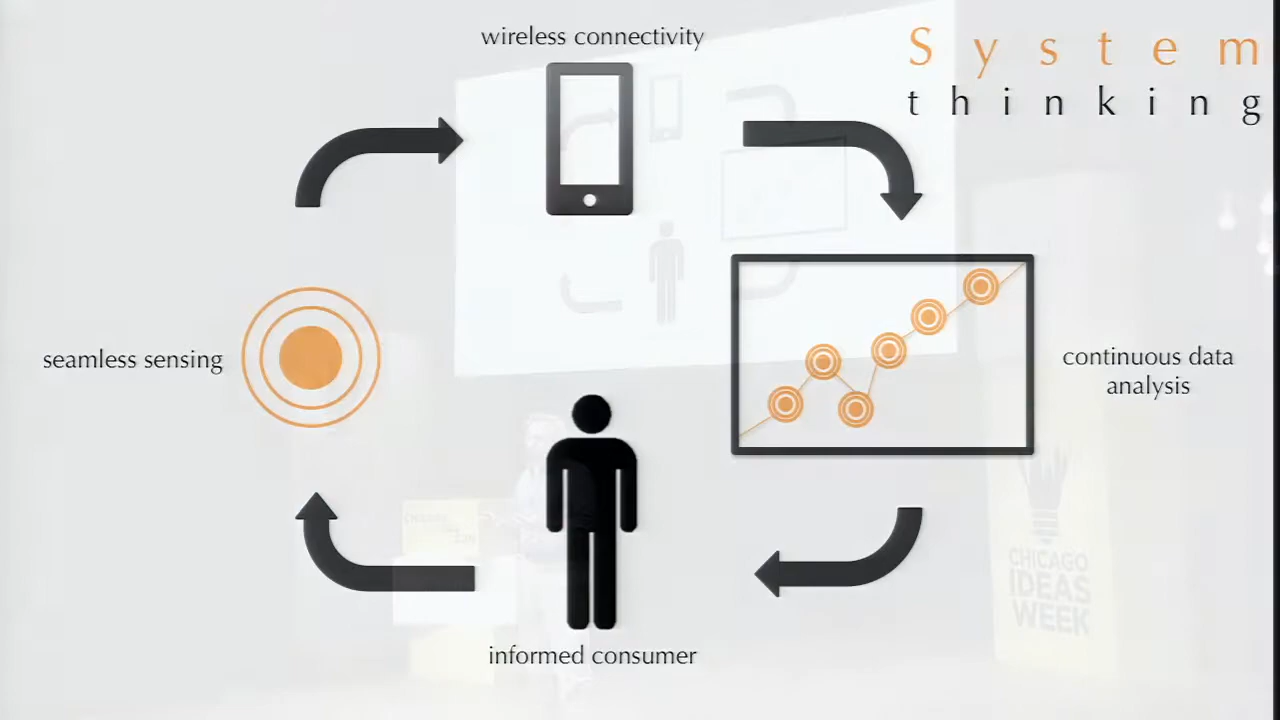 wireless connectivity
System
thinking
seamless sensing
continuous data
analysis
informed consumer
CHICAGO
IDEAS
WEEK